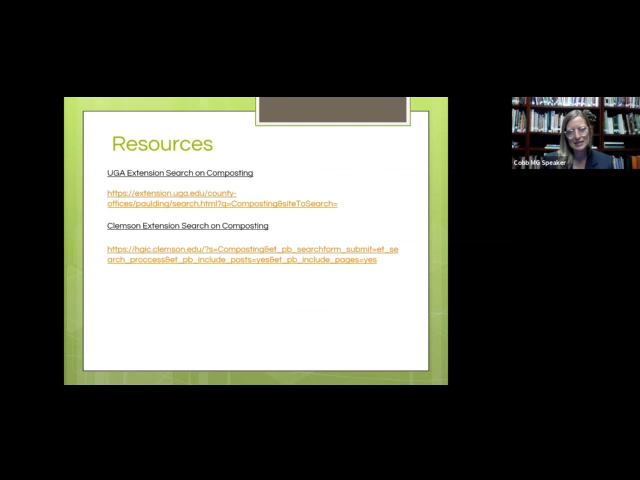 Resources
UGA Extension Search on Composting
https://extension.uga.edu/county-
offices/paulding/search.html?q=Composting&siteToSearch=
Clemson Extension Search on Composting
https://hgic.clemson.edu/?s=Composting&et_pb_searchform_submit=et_se
arch_proccess&et_pb_include_posts=yes&et_pb_include_pages=yes
Cobb MG Speaker